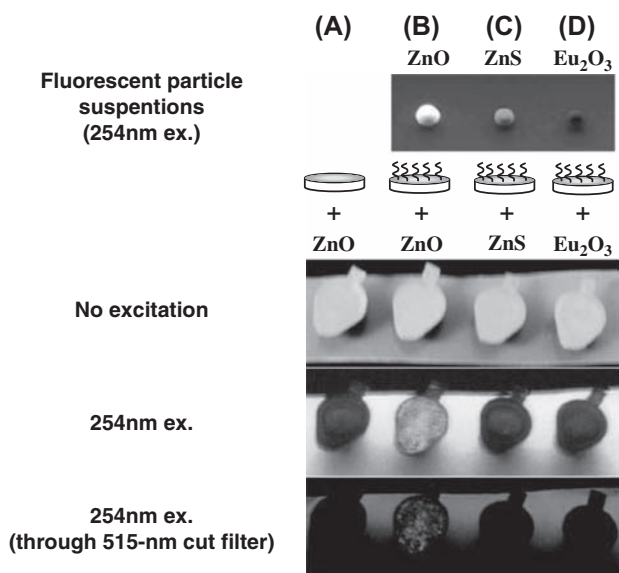 (A) (B) (C) (D)
ZnO ZnS Eu₂O₃
Fluorescent particle
suspentions
(254nm ex.)
+ + + +
ZnO ZnO ZnS Eu₂O₃
No excitation
254nm ex.
254nm ex.
(through 515-nm cut filter)